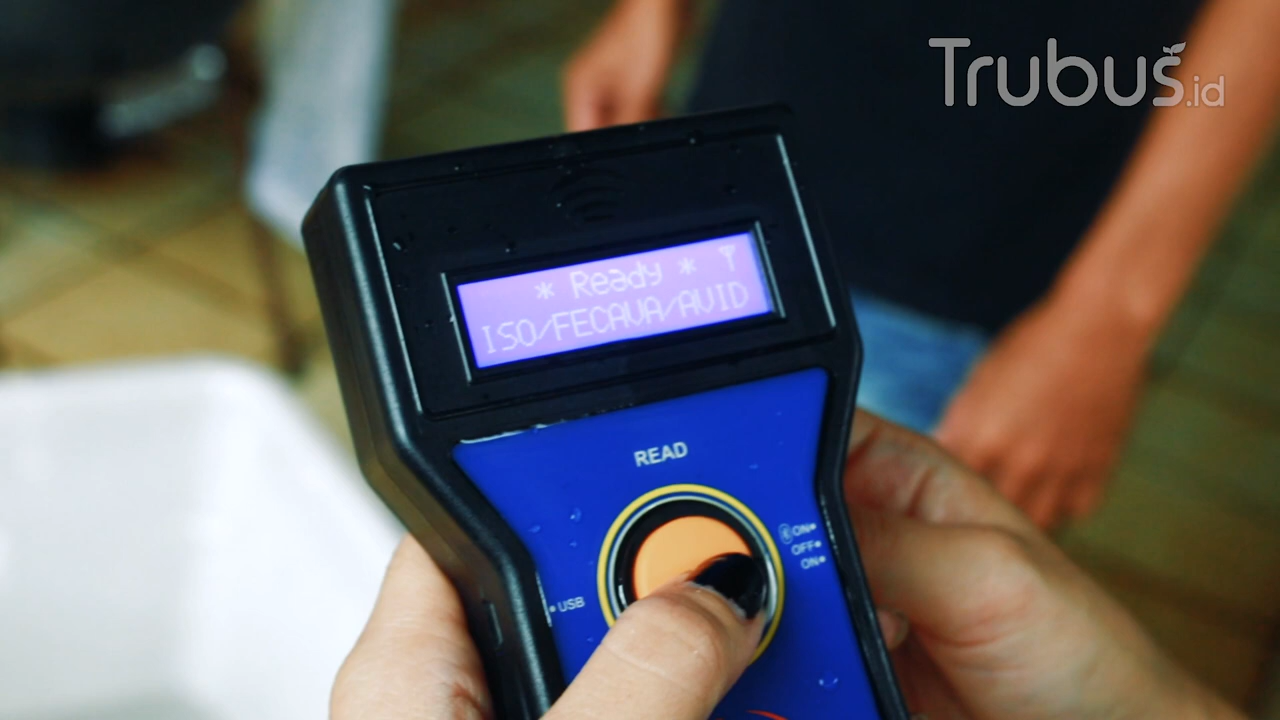 Trubus.id
* Ready *
ISO/FECAVA/AVID
READ
ON
OFF
ON
USB